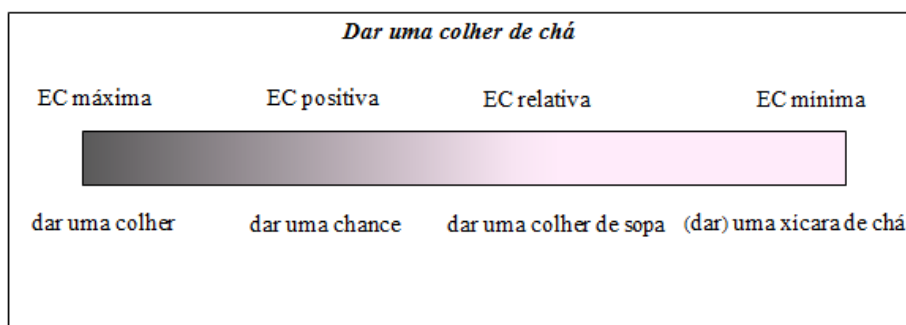 Dar uma colher de chá
EC máxima EC positiva EC relativa EC mínima
dar uma colher dar uma chance dar uma colher de sopa (dar) uma xícara de chá